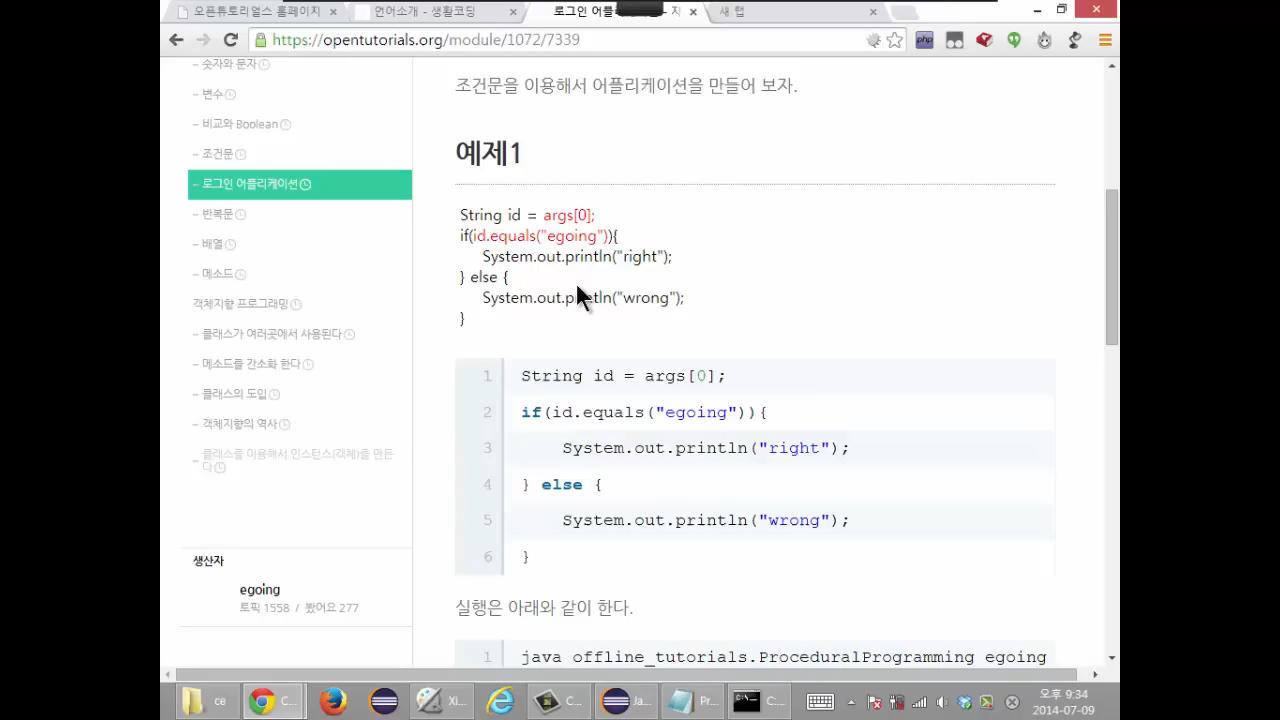 오픈튜토리얼스 홈페이지
언어소개 - 생활코딩
로그인 어플
새 탭
https://opentutorials.org/module/1072/7339
php
– 숫자와 문자
– 변수
– 비교와 Boolean
– 조건문
– 로그인 어플리케이션
– 반복문
– 배열
– 메소드
객체지향 프로그래밍
– 클래스가 여러곳에서 사용된다
– 메소드를 간소화 한다
– 클래스의 도입
– 객체지향의 역사
– 클래스를 이용해서 인스턴스(객체)을 만든
다
생산자
egoing
토픽 1558 / 봤어요 277
조건문을 이용해서 어플리케이션을 만들어 보자.
예제1
String id = args[0];
if(id.equals("egoing")){
System.out.println("right");
} else {
System.out.println("wrong");
}
1 String id = args[0];
2 if(id.equals("egoing")){
3 System.out.println("right");
4 } else {
5 System.out.println("wrong");
6 }
실행은 아래와 같이 한다.
1 java offline_tutorials.ProceduralProgramming egoing
ce
C...
Xi...
C...
Ja...
Pr...
C:...
오후 9:34
2014-07-09